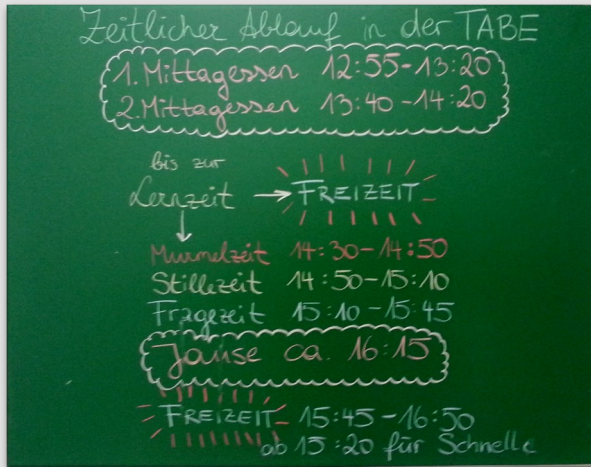 Zeitlicher Ablauf in der TABE
1. Mittagessen 12:55-13:20
2. Mittagessen 13:40-14:20
bis zur
Lernzeit → FREIZEIT
Murmelzeit 14:30-14:50
Stillezeit 14:50-15:10
Fragezeit 15:10-15:45
Jause ca. 16:15
FREIZEIT 15:45-16:50
ab 15:20 für Schnelle